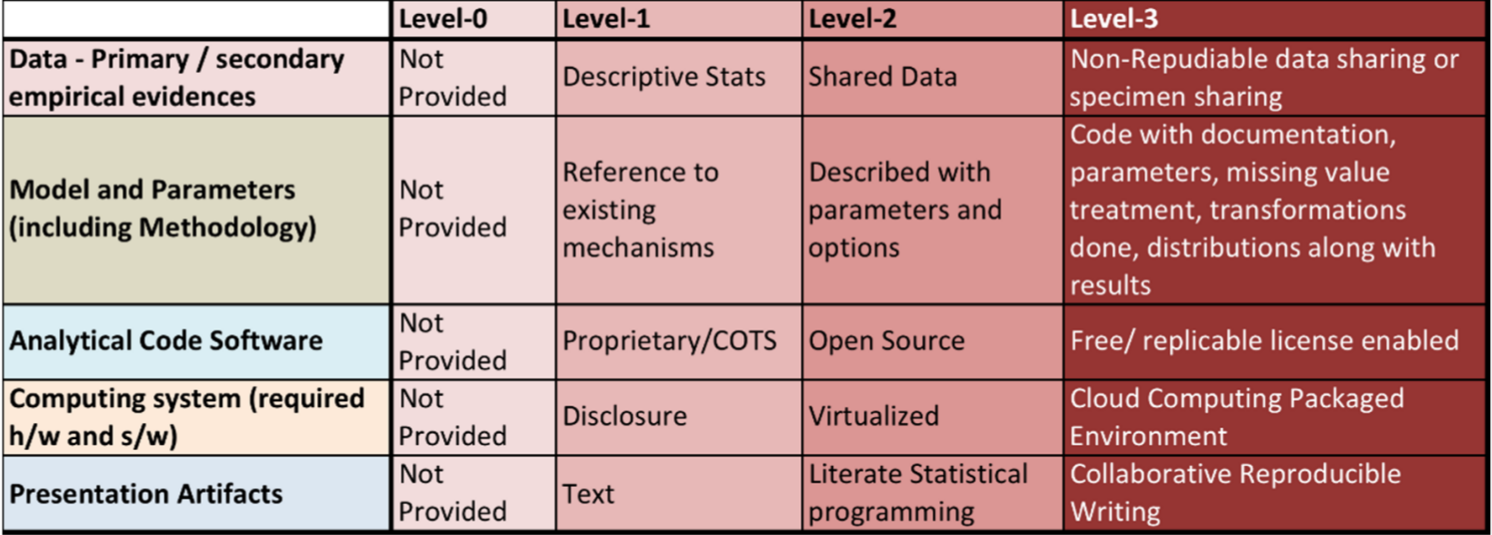 Level-0 Level-1 Level-2 Level-3
Data - Primary / secondary
empirical evidences
Not
Provided
Descriptive Stats
Shared Data
Non-Repudiable data sharing or
specimen sharing
Model and Parameters
(including Methodology)
Not
Provided
Reference to
existing
mechanisms
Described with
parameters and
options
Code with documentation,
parameters, missing value
treatment, transformations
done, distributions along with
results
Analytical Code Software
Not
Provided
Proprietary/COTS
Open Source
Free/ replicable license enabled
Computing system (required
h/w and s/w)
Not
Provided
Disclosure
Virtualized
Cloud Computing Packaged
Environment
Presentation Artifacts
Not
Provided
Text
Literate Statistical
programming
Collaborative Reproducible
Writing